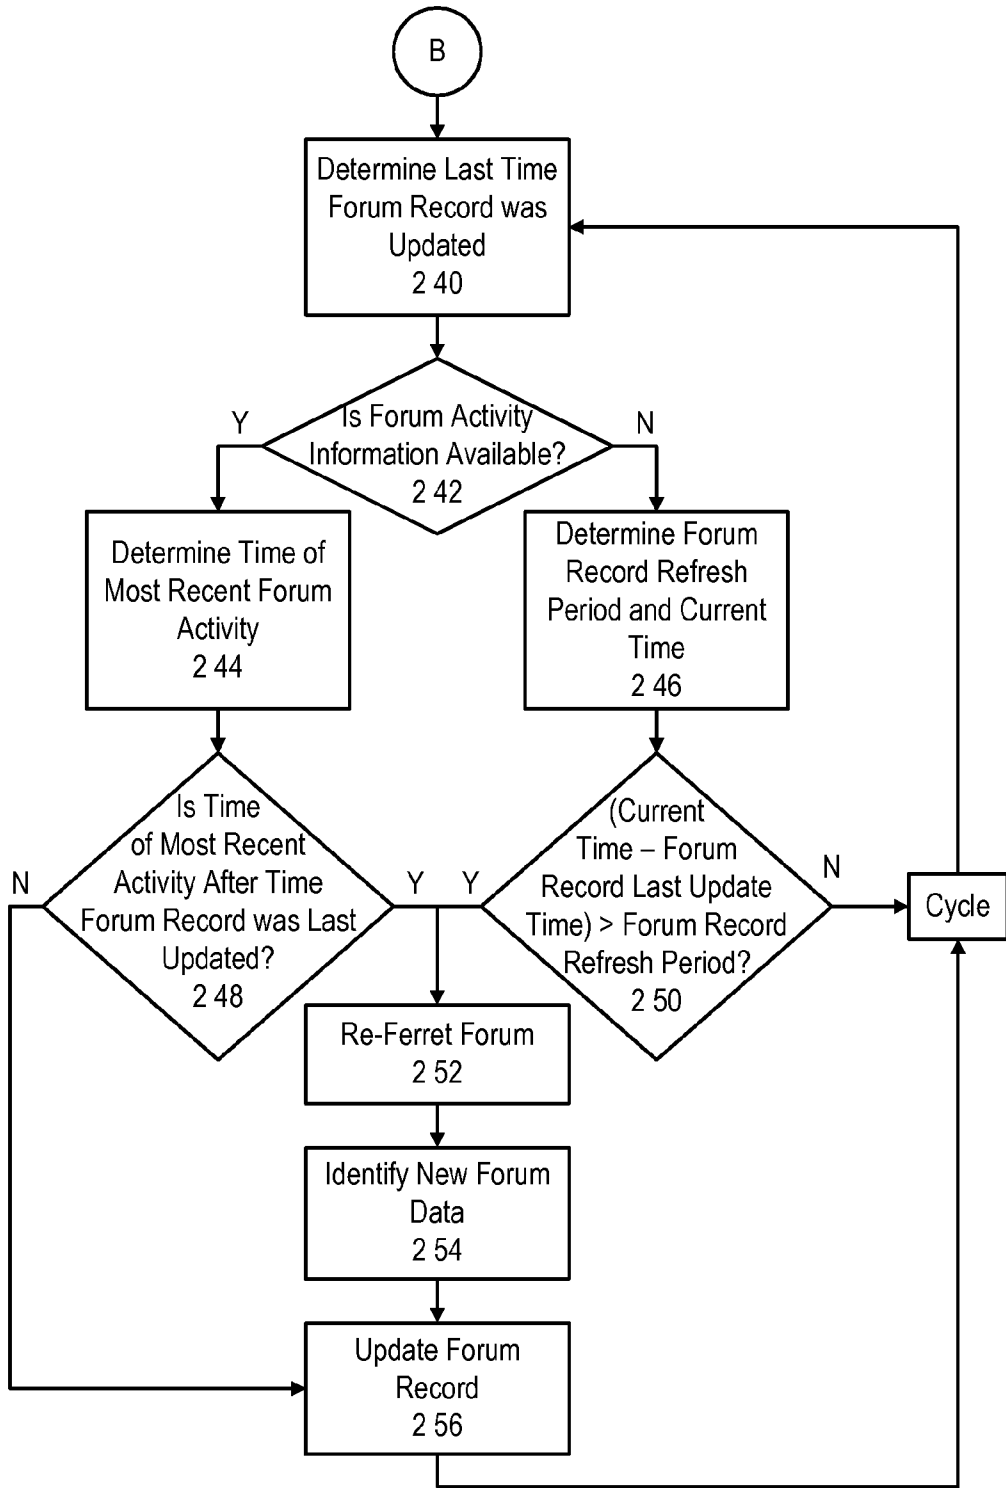 B
Determine Last Time
Forum Record was
Updated
2 40
Y
Is Forum Activity
Information Available?
2 42
N
Determine Time of
Most Recent Forum
Activity
2 44
Determine Forum
Record Refresh
Period and Current
Time
2 46
N
Is Time
of Most Recent
Activity After Time
Forum Record was Last
Updated?
2 48
Y
Y
(Current
Time – Forum
Record Last Update
Time) > Forum Record
Refresh Period?
2 50
N
Cycle
Re-Ferret Forum
2 52
Identify New Forum
Data
2 54
Update Forum
Record
2 56